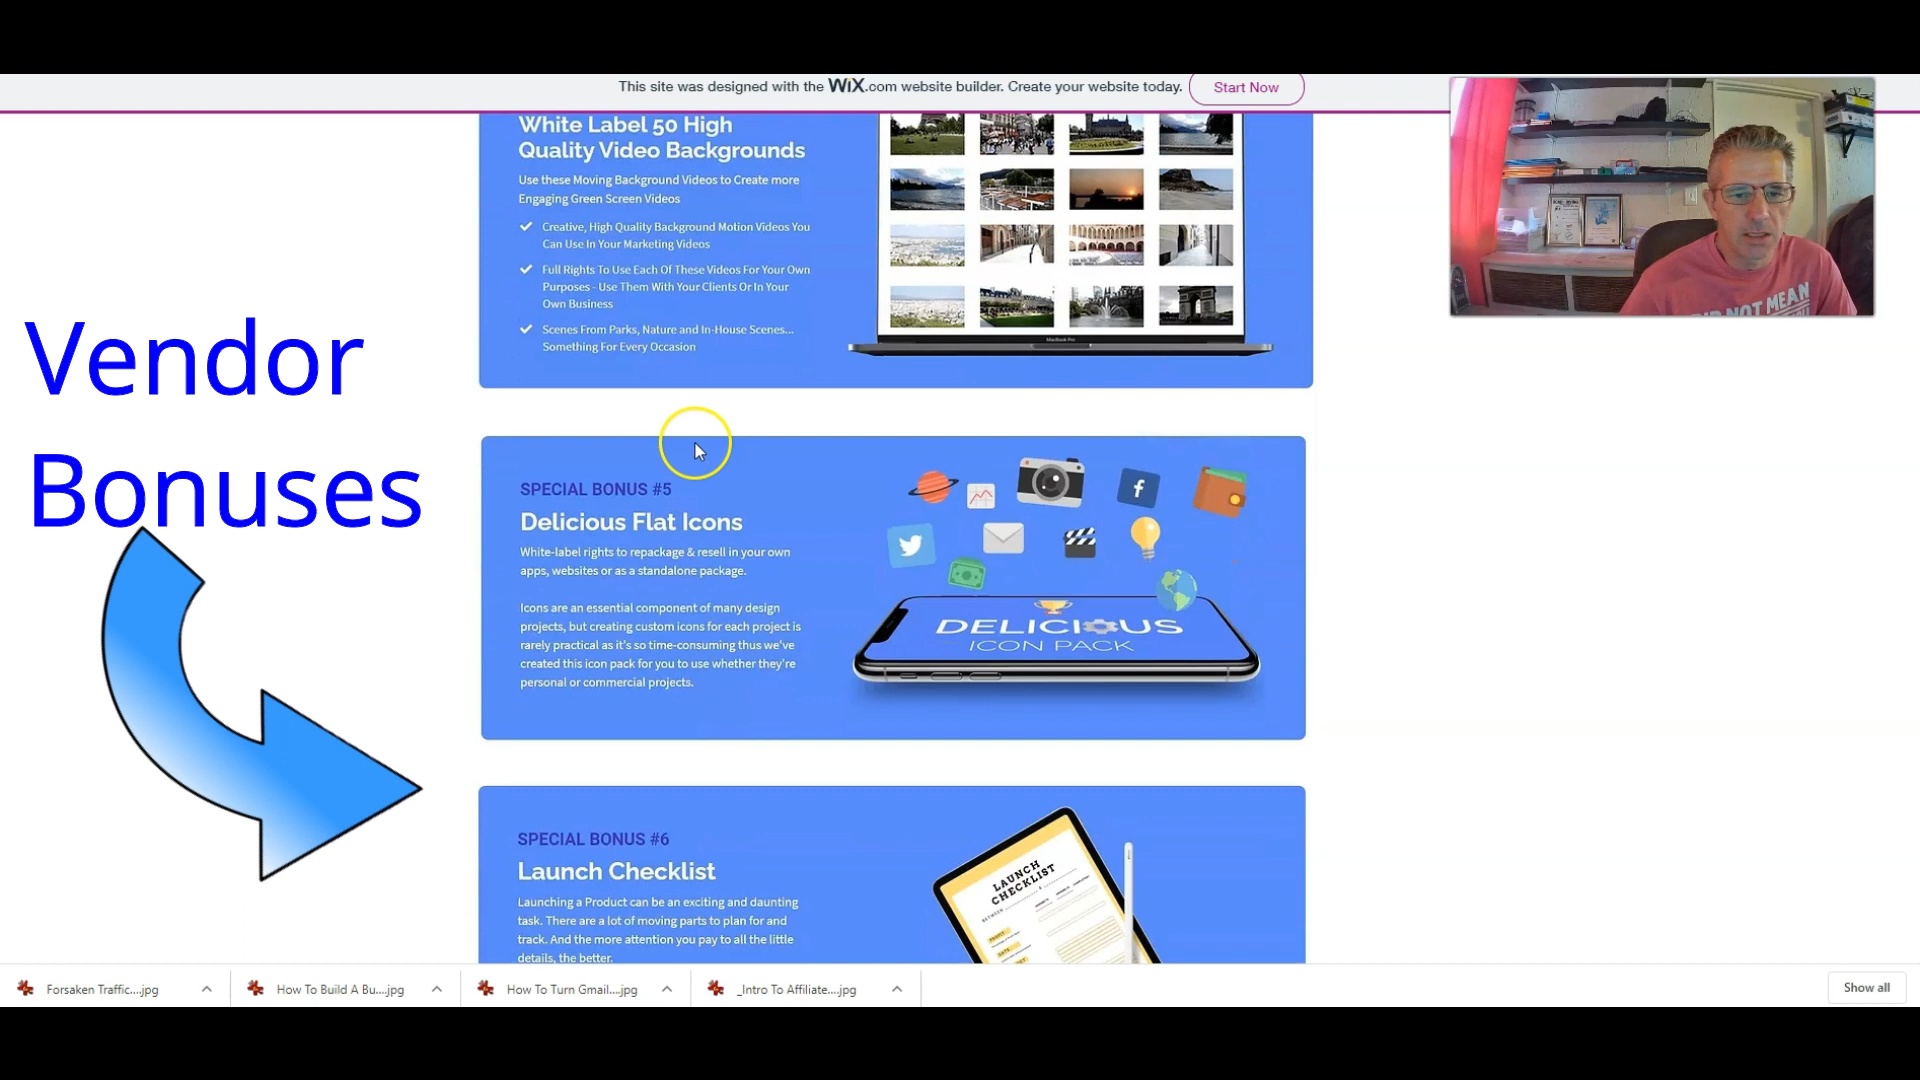 This site was designed with the WiX.com website builder. Create your website today.
Start Now
White Label 50 High
Quality Video Backgrounds
Use these Moving Background Videos to Create more
Engaging Green Screen Videos
Creative, High Quality Background Motion Videos You
Can Use In Your Marketing Videos
Full Rights To Use Each Of These Videos For Your Own
Purposes - Use Them With Your Clients Or In Your
Own Business
Scenes From Parks, Nature and In-House Scenes...
Something For Every Occasion
MacBook Pro
NOT MEAN
Vendor
Bonuses
SPECIAL BONUS #5
Delicious Flat Icons
White-label rights to repackage & resell in your own
apps, websites or as a standalone package.
Icons are an essential component of many design
projects, but creating custom icons for each project is
rarely practical as it's so time-consuming thus we've
created this icon pack for you to use whether they're
personal or commercial projects.
DELICIOUS
ICON PACK
SPECIAL BONUS #6
Launch Checklist
Launching a Product can be an exciting and daunting
task. There are a lot of moving parts to plan for and
track. And the more attention you pay to all the little
details, the better.
LAUNCH
CHECKLIST
Forsaken Traffic....jpg
How To Build A Bu....jpg
How To Turn Gmail....jpg
_Intro To Affiliate....jpg
Show all